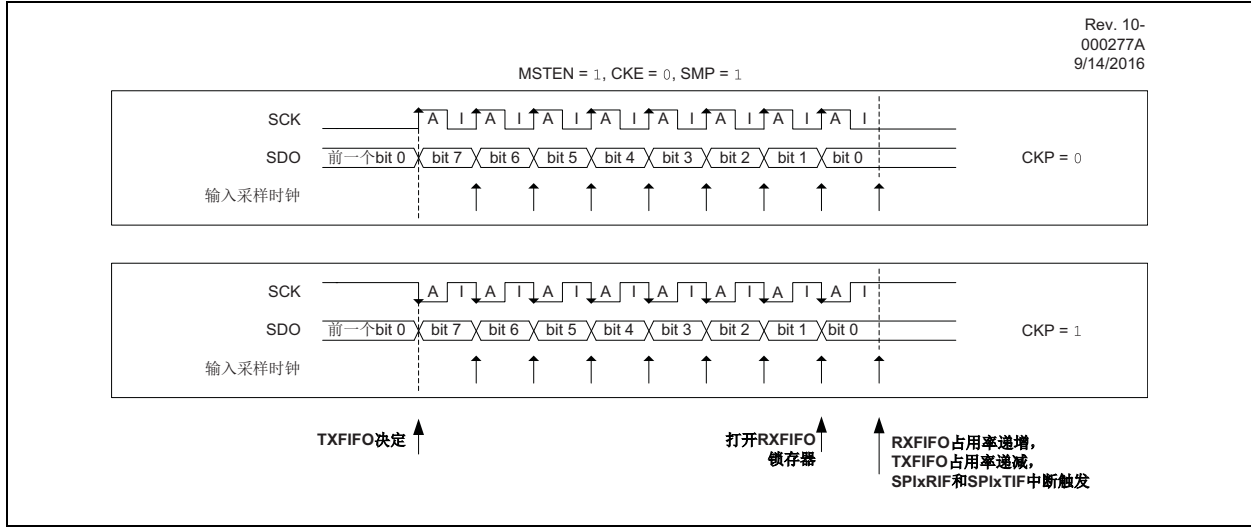 Rev. 10-
000277A
9/14/2016
MSTEN = 1, CKE = 0, SMP = 1
SCK A I A I A I A I A I A I A I A I
SDO 前一个bit 0 bit 7 bit 6 bit 5 bit 4 bit 3 bit 2 bit 1 bit 0 CKP = 0
输入采样时钟
SCK A I A I A I A I A I A I A I A I
SDO 前一个bit 0 bit 7 bit 6 bit 5 bit 4 bit 3 bit 2 bit 1 bit 0 CKP = 1
输入采样时钟
TXFIFO决定
打开RXFIFO
锁存器
RXFIFO占用率递增,
TXFIFO占用率递减,
SPIxRIF和SPIxTIF中断触发